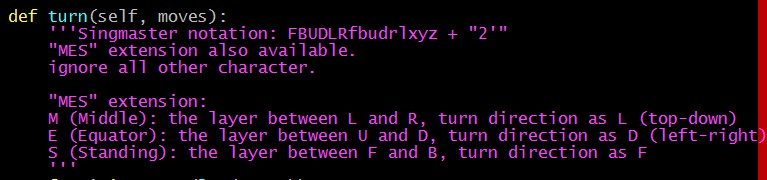 def turn(self, moves):
'''Singmaster notation: FBUDLRfbudrlxyz + "2'"
"MES" extension also available.
ignore all other character.
"MES" extension:
M (Middle): the layer between L and R, turn direction as L (top-down)
E (Equator): the layer between U and D, turn direction as D (left-right)
S (Standing): the layer between F and B, turn direction as F
'''